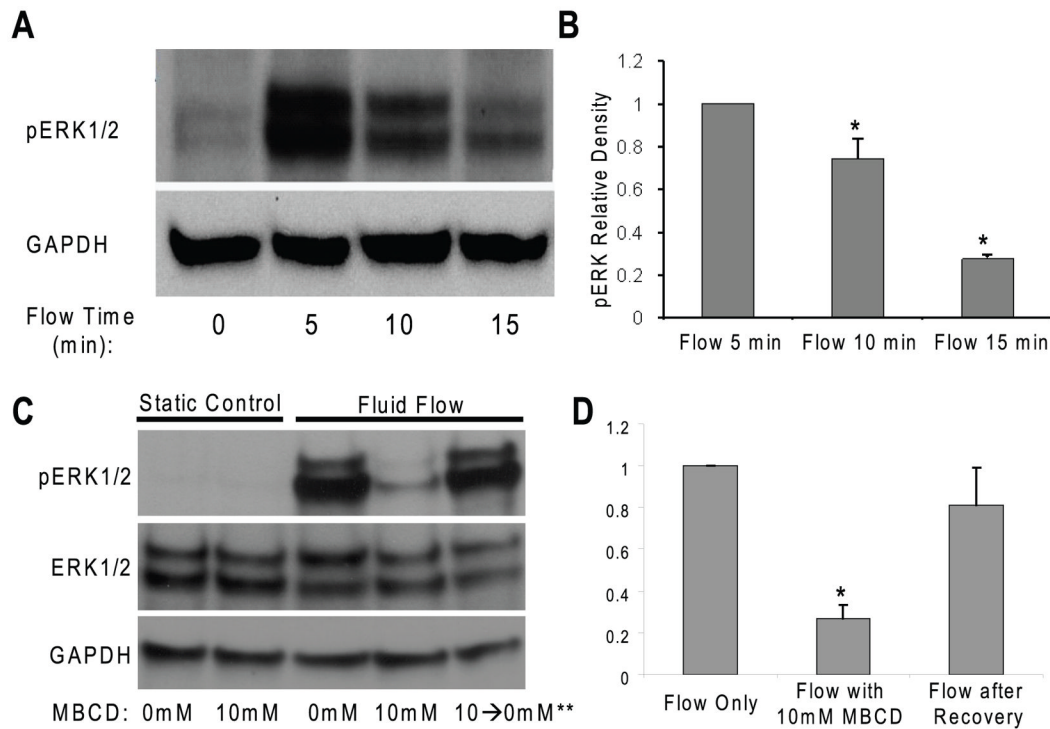 A
pERK1/2
GAPDH
Flow Time
(min):
0 5 10 15
B
pERK Relative Density
1.2
1
0.8
0.6
0.4
0.2
0
*
*
Flow 5 min Flow 10 min Flow 15 min
C
Static Control Fluid Flow
pERK1/2
ERK1/2
GAPDH
MBCD: 0mM 10mM 0mM 10mM 10→0mM**
D
1.2
1
0.8
0.6
0.4
0.2
0
*
Flow Only
Flow with
10mM MBCD
Flow after
Recovery